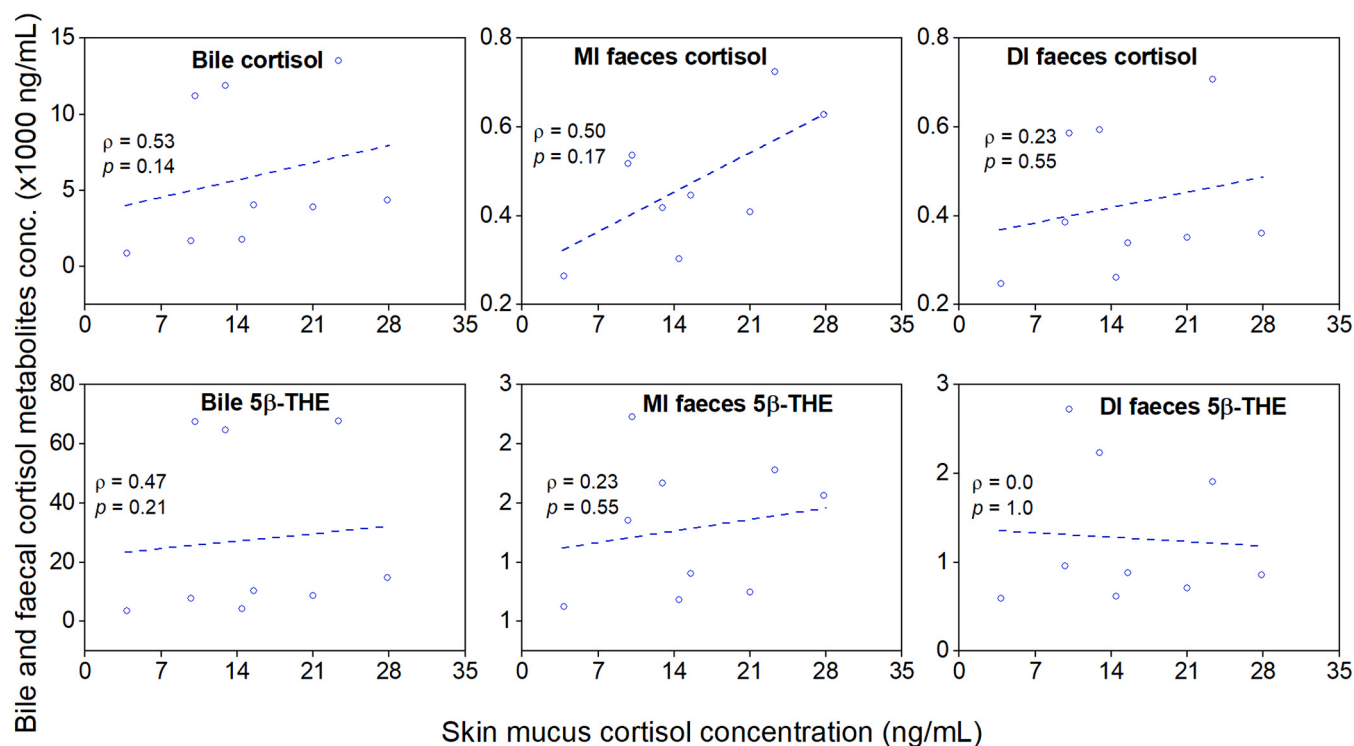 Bile and faecal cortisol metabolites conc. (x1000 ng/mL)
Bile cortisol
ρ = 0.53
p = 0.14
15
10
5
0
0 7 14 21 28 35
MI faeces cortisol
ρ = 0.50
p = 0.17
0.8
0.6
0.4
0.2
0 7 14 21 28 35
DI faeces cortisol
ρ = 0.23
p = 0.55
0.8
0.6
0.4
0.2
0 7 14 21 28 35
Bile 5β-THE
ρ = 0.47
p = 0.21
80
60
40
20
0
0 7 14 21 28 35
MI faeces 5β-THE
ρ = 0.23
p = 0.55
3
2
2
1
1
0 7 14 21 28 35
DI faeces 5β-THE
ρ = 0.0
p = 1.0
3
2
1
0
0 7 14 21 28 35
Skin mucus cortisol concentration (ng/mL)